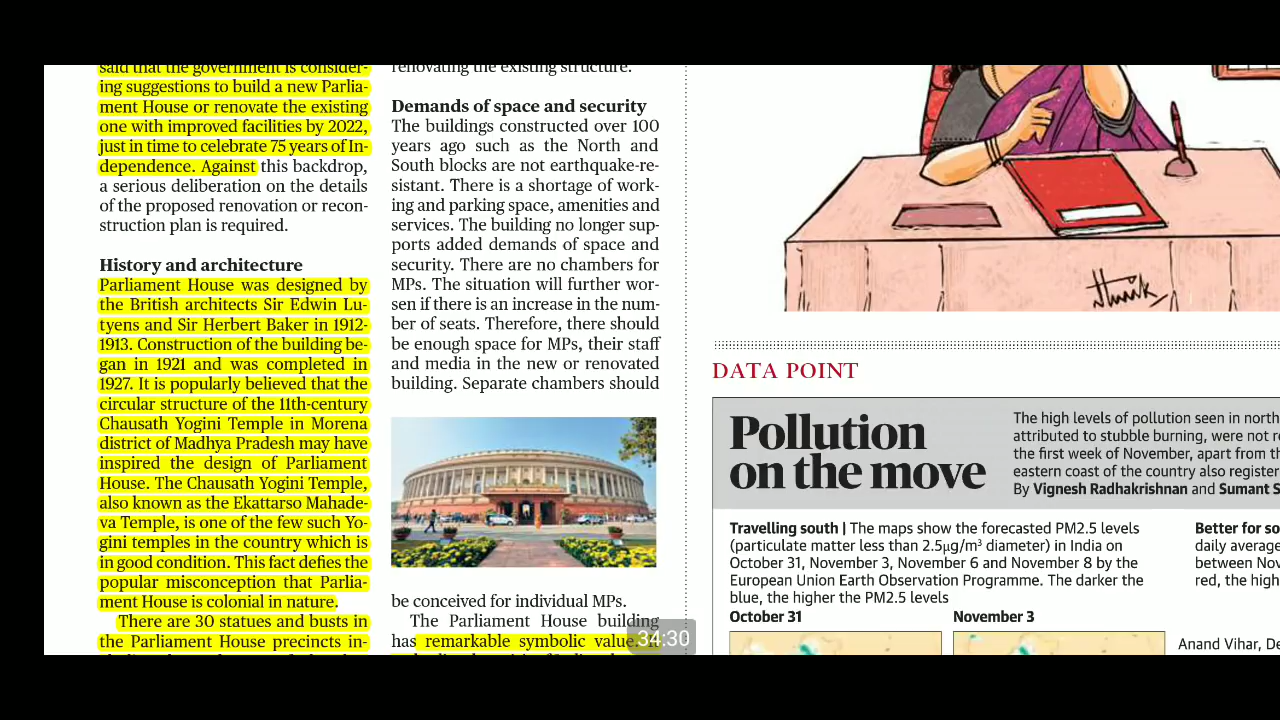 said that the government is consider-
ing suggestions to build a new Parlia-
ment House or renovate the existing
one with improved facilities by 2022,
just in time to celebrate 75 years of In-
dependence. Against this backdrop,
a serious deliberation on the details
of the proposed renovation or recon-
struction plan is required.
History and architecture
Parliament House was designed by
the British architects Sir Edwin Lu-
tyens and Sir Herbert Baker in 1912-
1913. Construction of the building be-
gan in 1921 and was completed in
1927. It is popularly believed that the
circular structure of the 11th-century
Chausath Yogini Temple in Morena
district of Madhya Pradesh may have
inspired the design of Parliament
House. The Chausath Yogini Temple,
also known as the Ekattarso Mahade-
va Temple, is one of the few such Yo-
gini temples in the country which is
in good condition. This fact defies the
popular misconception that Parlia-
ment House is colonial in nature.
There are 30 statues and busts in
the Parliament House precincts in-
renovating the existing structure.
Demands of space and security
The buildings constructed over 100
years ago such as the North and
South blocks are not earthquake-re-
sistant. There is a shortage of work-
ing and parking space, amenities and
services. The building no longer sup-
ports added demands of space and
security. There are no chambers for
MPs. The situation will further wor-
sen if there is an increase in the num-
ber of seats. Therefore, there should
be enough space for MPs, their staff
and media in the new or renovated
building. Separate chambers should
be conceived for individual MPs.
The Parliament House building
has remarkable symbolic value.
34:30
DATA POINT
Pollution
on the move
The high levels of pollution seen in north
attributed to stubble burning, were not
the first week of November, apart from
eastern coast of the country also register
By Vignesh Radhakrishnan and Sumant
Travelling south | The maps show the forecasted PM2.5 levels
(particulate matter less than 2.5µg/m³ diameter) in India on
October 31, November 3, November 6 and November 8 by the
European Union Earth Observation Programme. The darker the
blue, the higher the PM2.5 levels
October 31 November 3
Better for
daily average
between Nov
red, the high
Anand Vihar,